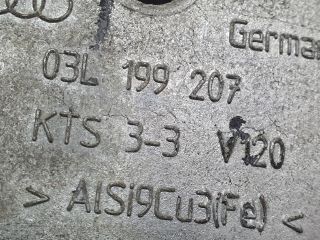 German
03L 199 207
KTS 3-3 V120
> AlSi9Cu3(Fe) <